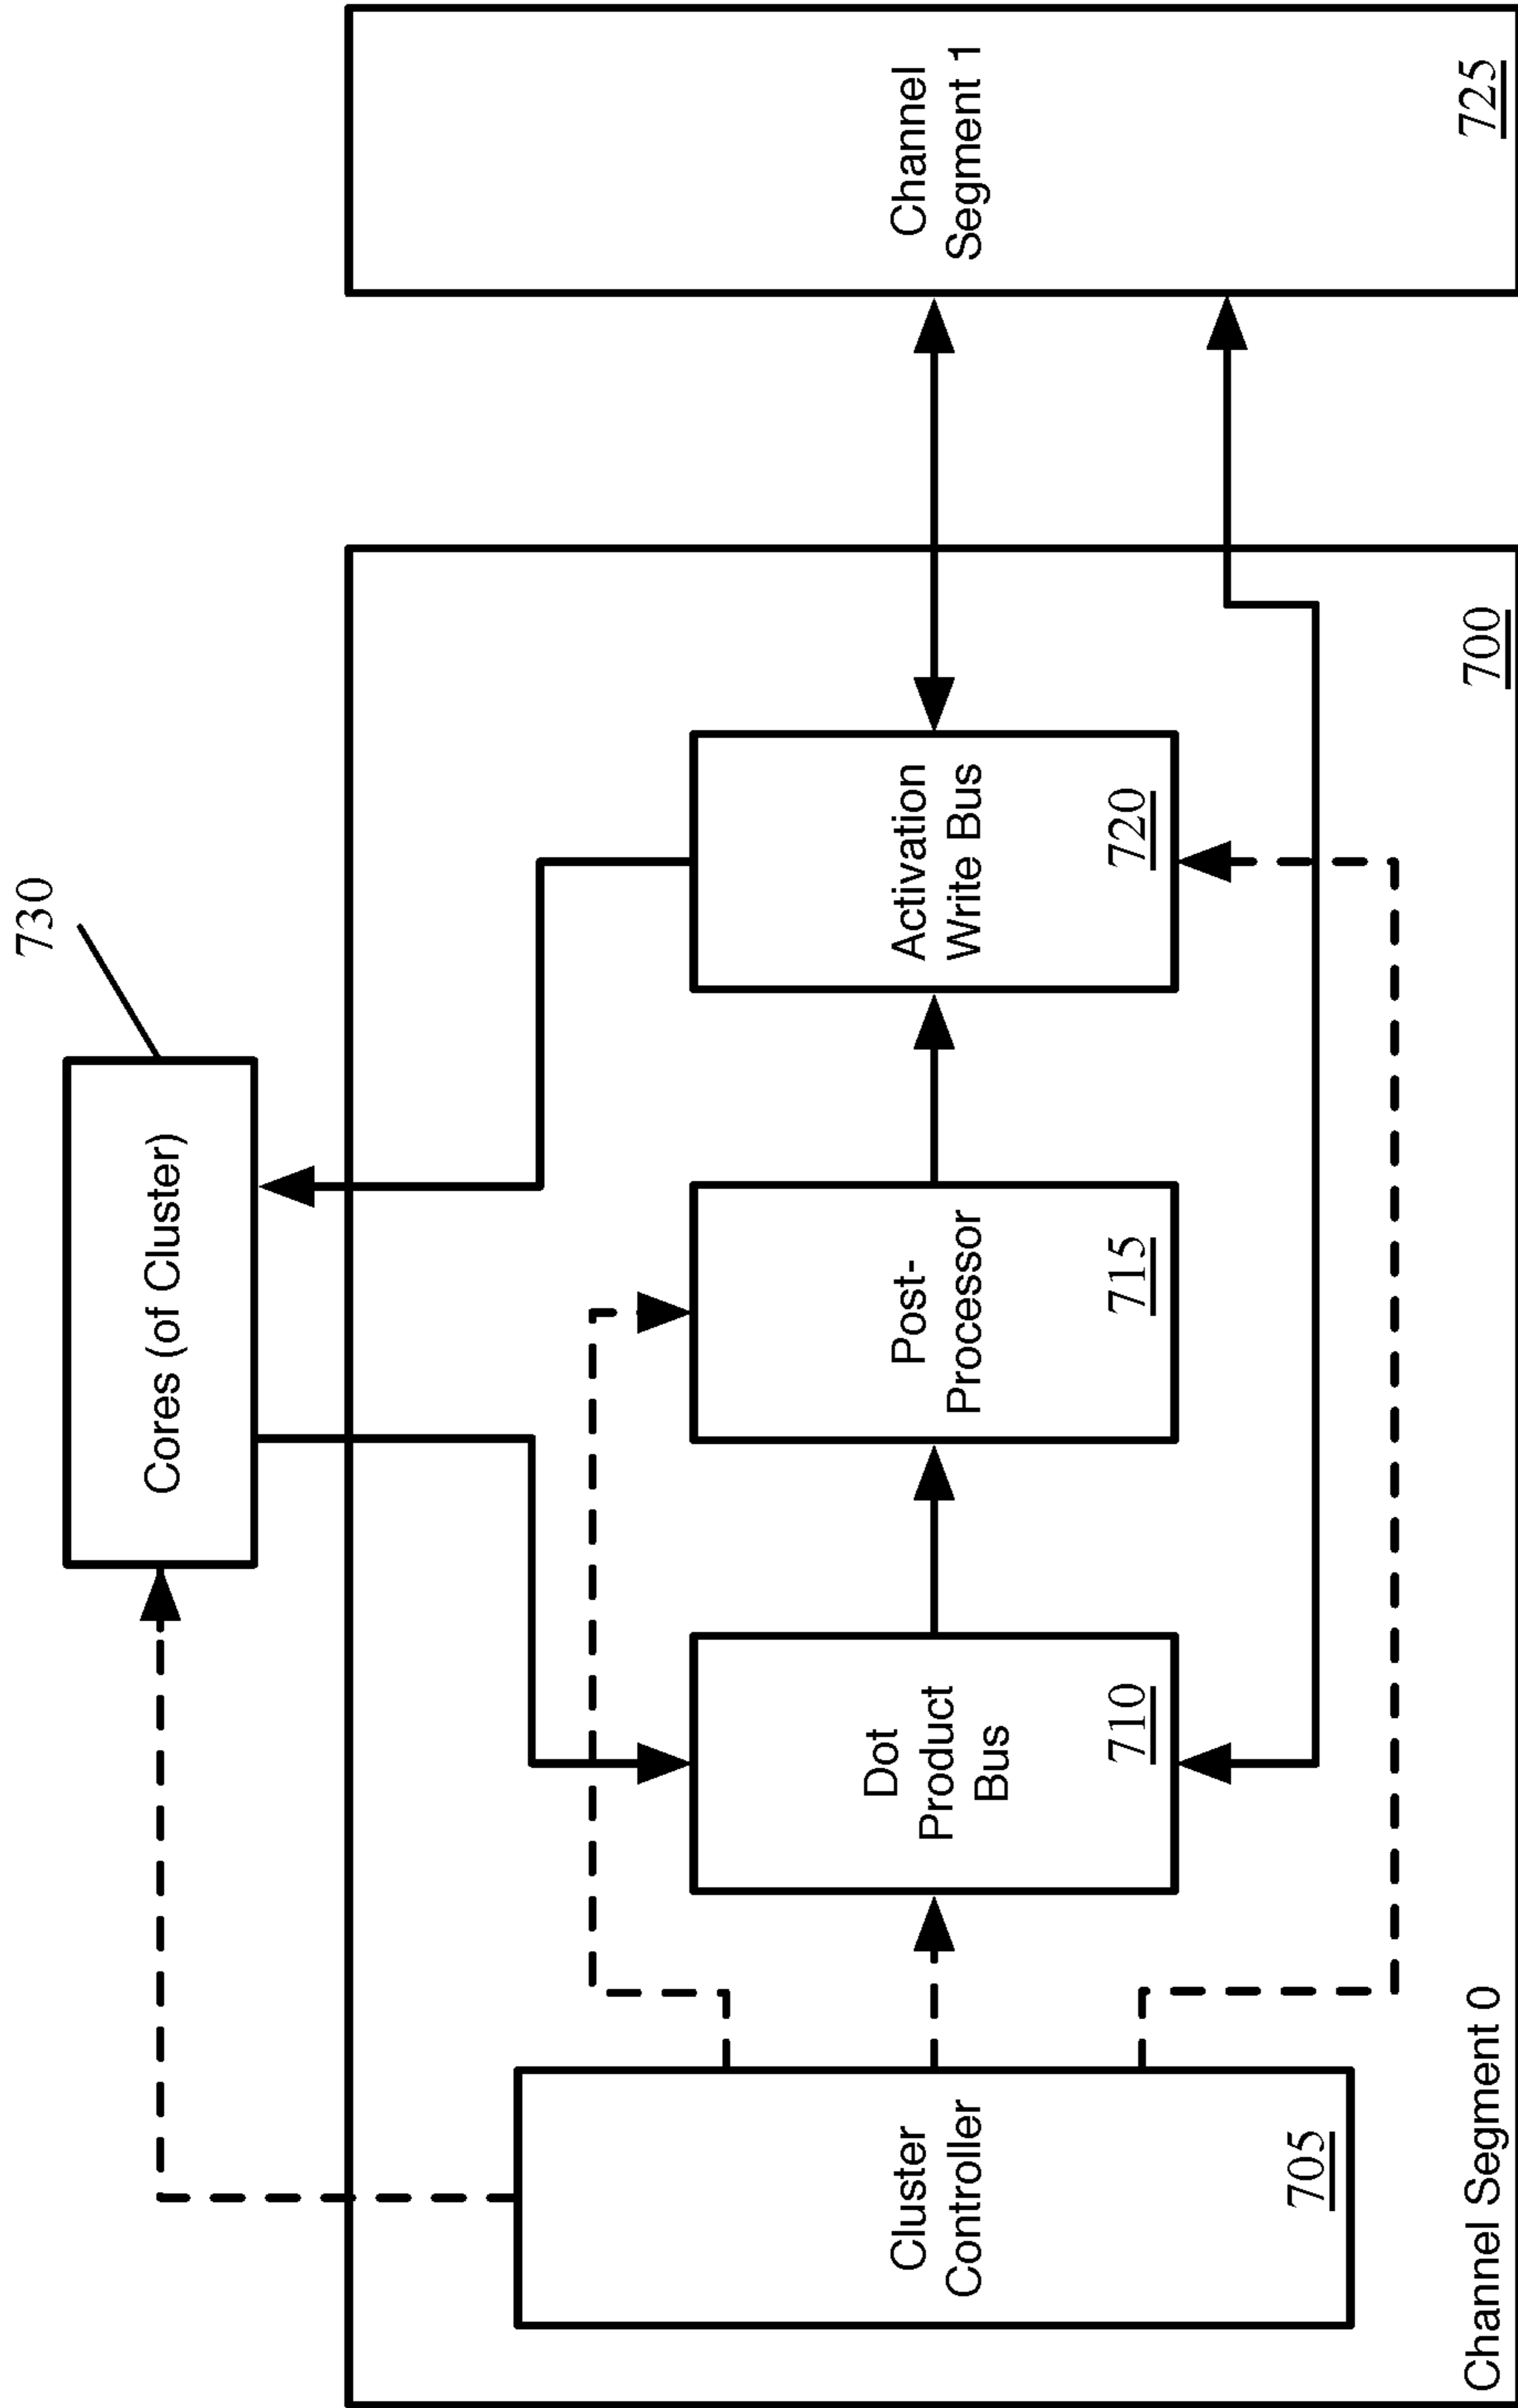 730
Cores (of Cluster)
Cluster
Controller
705
Dot
Product
Bus
710
Post-
Processor
715
Activation
Write Bus
720
Channel
Segment 1
725
Channel Segment 0
700